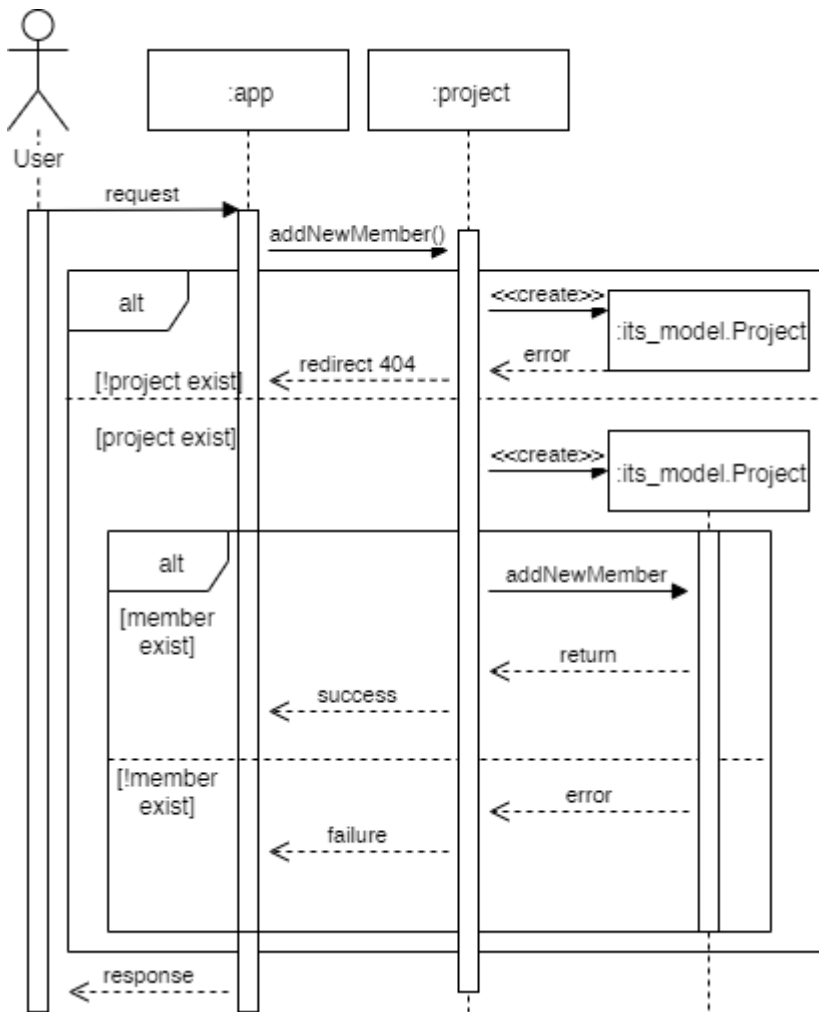 :app
:project
User
request
addNewMember()
alt
<<create>>
:its_model.Project
error
redirect 404
[!project exist]
[project exist]
<<create>>
:its_model.Project
alt
addNewMember
[member
exist]
return
success
[!member
exist]
error
failure
response